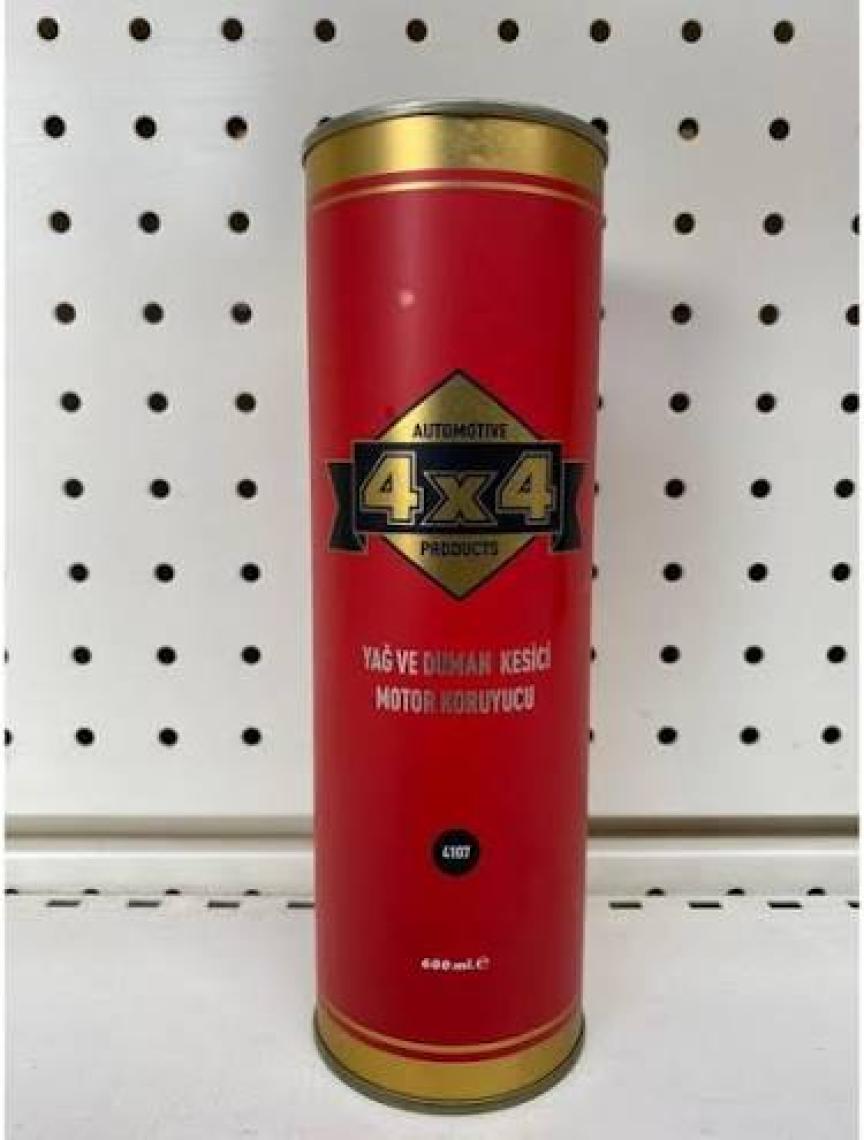 AUTOMOTIVE
4x4
PRODUCTS
YAĞ VE DUMAN KESİCİ
MOTOR KORUYUCU
4107
400 ml. e